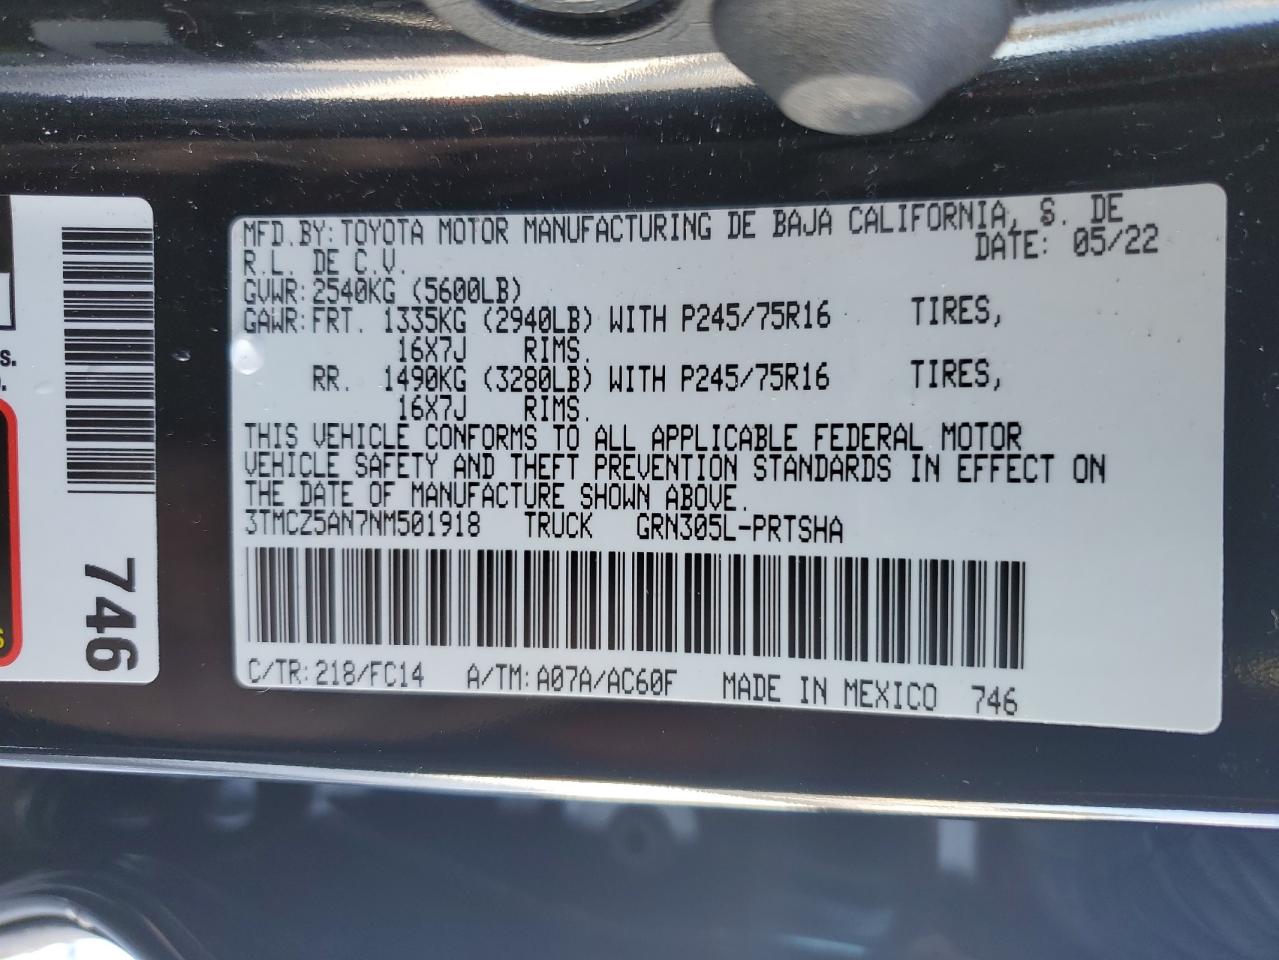 MFD.BY: TOYOTA MOTOR MANUFACTURING DE BAJA CALIFORNIA, S. DE
R.L. DE C.V. DATE: 05/22
GVWR: 2540KG (5600LB)
GAWR: FRT. 1335KG (2940LB) WITH P245/75R16 TIRES,
16X7J RIMS.
RR. 1490KG (3280LB) WITH P245/75R16 TIRES,
16X7J RIMS.
THIS VEHICLE CONFORMS TO ALL APPLICABLE FEDERAL MOTOR
VEHICLE SAFETY AND THEFT PREVENTION STANDARDS IN EFFECT ON
THE DATE OF MANUFACTURE SHOWN ABOVE.
3TMCZ5AN7NM501918 TRUCK GRN305L-PRTSHA
C/TR: 218/FC14 A/TM: A07A/AC60F MADE IN MEXICO 746
746